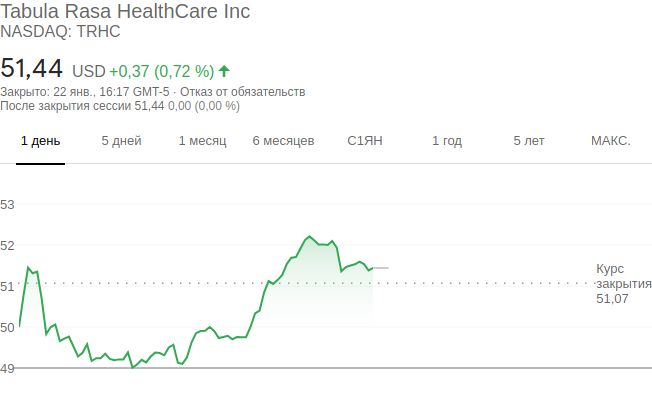 Tabula Rasa HealthCare Inc
NASDAQ: TRHC
51,44 USD +0,37 (0,72 %)
Закрыто: 22 янв., 16:17 GMT-5 · Отказ от обязательств
После закрытия сессии 51,44 0,00 (0,00 %)
1 день 5 дней 1 месяц 6 месяцев С1ЯН 1 год 5 лет МАКС.
53
52
51
50
49
Курс
закрытия
51,07